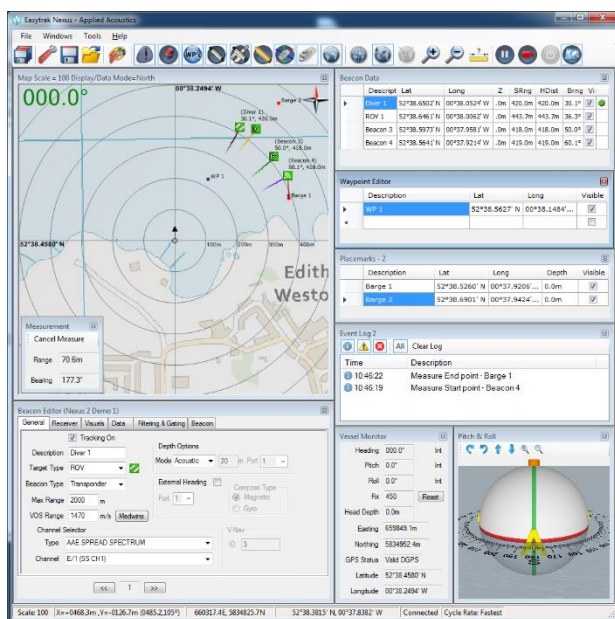 Easytrak Nexus - Applied Acoustics
File Windows Tools Help
WPs
Map Scale = 100 Display/Data Mode=North
000.0°
00°38.2494' W
Barge 2
(Diver 1)
30.1°, 420.0m
(Beacon 3)
50.0°, 418.0m
(Beacon 4)
60.1°, 419.0m
WP 1
Barge 1
52°38.4580' N
100m 200m 300m 400m
Edith
Westo
Measurement
Cancel Measure
Range 70.6m
Bearing 177.3°
Beacon Data
Descript Lat Long Z SRng HDist Brng Vi
Diver 1 52°38.6502' N 00°38.0524' W .0m 420.0m 420.0m 30.1°
ROV 1 52°38.6461' N 00°38.0062' W .0m 443.7m 443.7m 36.3°
Beacon 3 52°38.5973' N 00°37.9581' W .0m 418.0m 418.0m 50.0°
Beacon 4 52°38.5641' N 00°37.9214' W .0m 419.0m 419.0m 60.1°
Waypoint Editor
Description Lat Long Visible
WP 1 52°38.5627' N 00°38.1484'...
Placemarks - 2
Description Lat Long Depth Visible
Barge 1 52°38.5260' N 00°37.9206'... 0.0m
Barge 2 52°38.6901' N 00°37.9424'... 0.0m
Event Log 2
All Clear Log
Time Description
10:46:22 Measure End point - Barge 1
10:46:19 Measure Start point - Beacon 4
Beacon Editor (Nexus 2 Demo 1)
General Receiver Visuals Data Filtering & Gating Beacon
Tracking On
Description Diver 1
Target Type ROV
Beacon Type Transponder
Max Range 2000 m
VOS Range 1470 m/s Medwins
Channel Selector
Type AAE SPREAD SPECTRUM
Channel E/1 (SS CH1)
Depth Options
Mode Acoustic 20 m Port 1
External Heading
Port 1
Compass Type
Magnetic
Gyro
V-Nav
ID 3
<< 1 >>
Vessel Monitor
Heading 000.0° Int
Pitch 0.0° Int
Roll 0.0° Int
Fix 450 Reset
Head Depth 0.0m
Easting 659849.1m
Northing 5834952.4m
GPS Status Valid DGPS
Latitude 52°38.4580' N
Longitude 00°38.2494' W
Pitch & Roll
Scale 100 X=+0468.3m ,Y=-0126.7m (0485.2,105°) 660317.4E, 5834825.7N 52°38.3815' N, 00°37.8382' W Connected Cycle Rate: Fastest